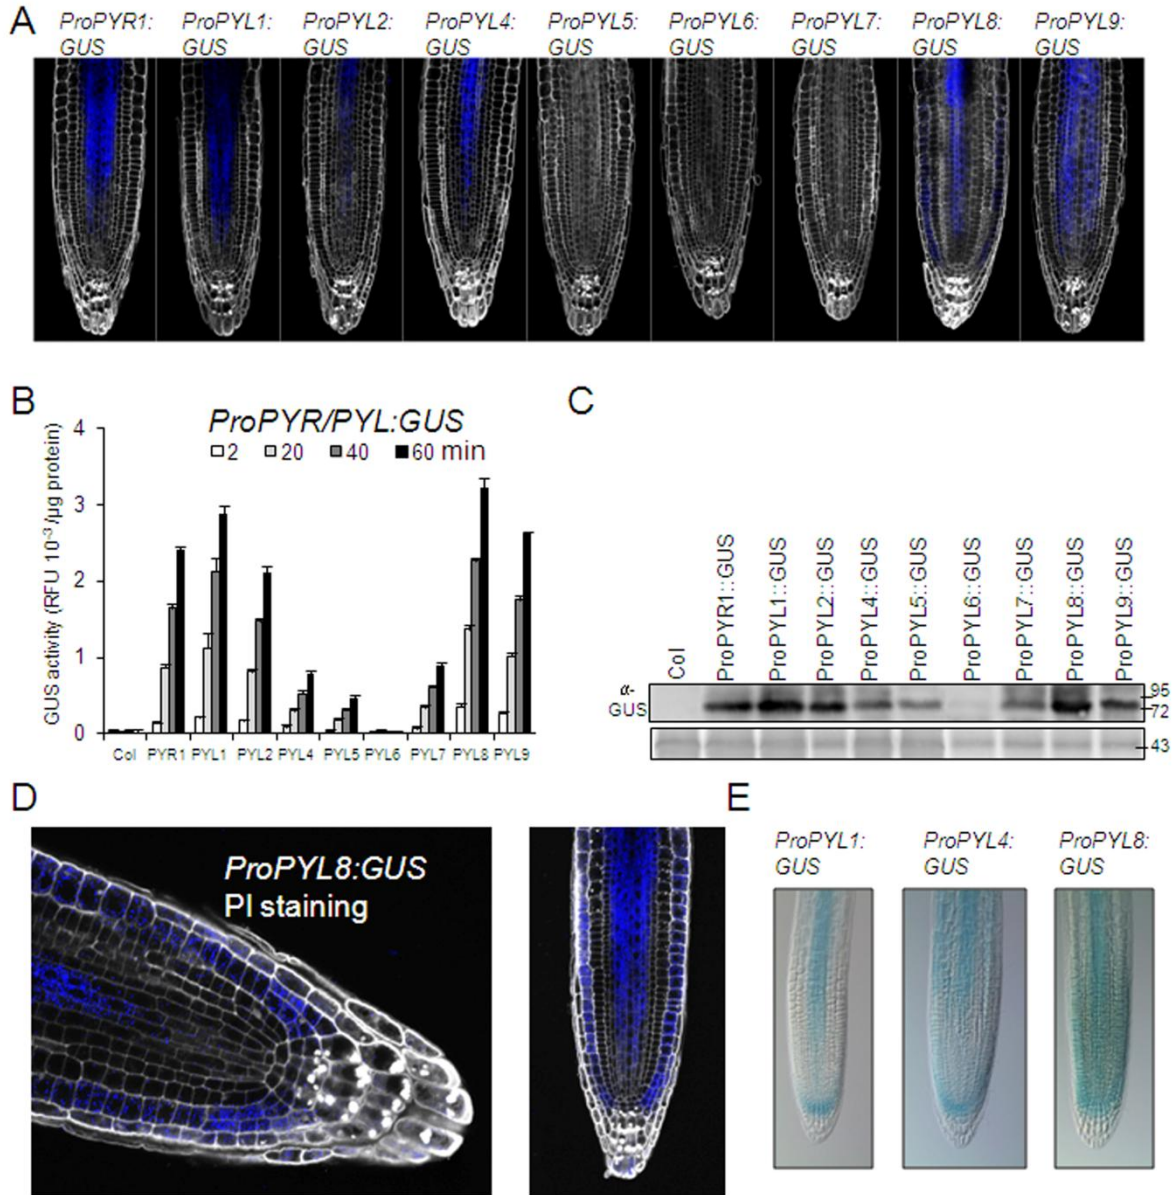 A
ProPYR1:
GUS
ProPYL1:
GUS
ProPYL2:
GUS
ProPYL4:
GUS
ProPYL5:
GUS
ProPYL6:
GUS
ProPYL7:
GUS
ProPYL8:
GUS
ProPYL9:
GUS
B
ProPYR/PYL:GUS
2 20 40 60 min
GUS activity (RFU 10⁻³ /µg protein)
4
3
2
1
0
Col PYR1 PYL1 PYL2 PYL4 PYL5 PYL6 PYL7 PYL8 PYL9
C
Col
ProPYR1::GUS
ProPYL1::GUS
ProPYL2::GUS
ProPYL4::GUS
ProPYL5::GUS
ProPYL6::GUS
ProPYL7::GUS
ProPYL8::GUS
ProPYL9::GUS
α-
GUS
95
72
43
D
ProPYL8:GUS
PI staining
E
ProPYL1:
GUS
ProPYL4:
GUS
ProPYL8:
GUS